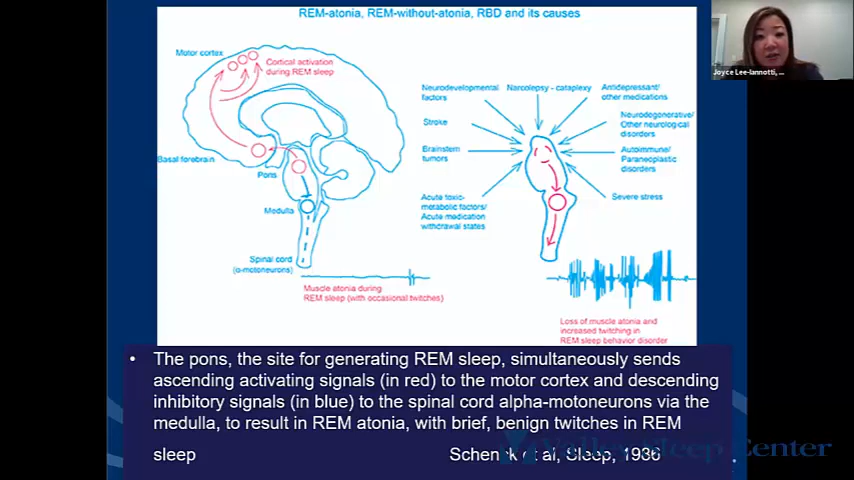 REM-atonia, REM-without-atonia, RBD and its causes
Motor cortex
Cortical activation
during REM sleep
Basal forebrain
Pons
Medulla
Spinal cord
(α-motoneurons)
Muscle atonia during
REM sleep (with occasional twitches)
Neurodevelopmental
factors
Narcolepsy - cataplexy
Antidepressant/
other medications
Stroke
Neurodegenerative/
Other neurological
disorders
Brainstem
tumors
Autoimmune/
Paraneoplastic
disorders
Acute toxic-
metabolic factors/
Acute medication
withdrawal states
Severe stress
Loss of muscle atonia and
increased twitching in
REM sleep behavior disorder
Joyce Lee-Iannotti, ...
• The pons, the site for generating REM sleep, simultaneously sends
ascending activating signals (in red) to the motor cortex and descending
inhibitory signals (in blue) to the spinal cord alpha-motoneurons via the
medulla, to result in REM atonia, with brief, benign twitches in REM
sleep
Schenck et al, Sleep, 1986
Valley Sleep Center